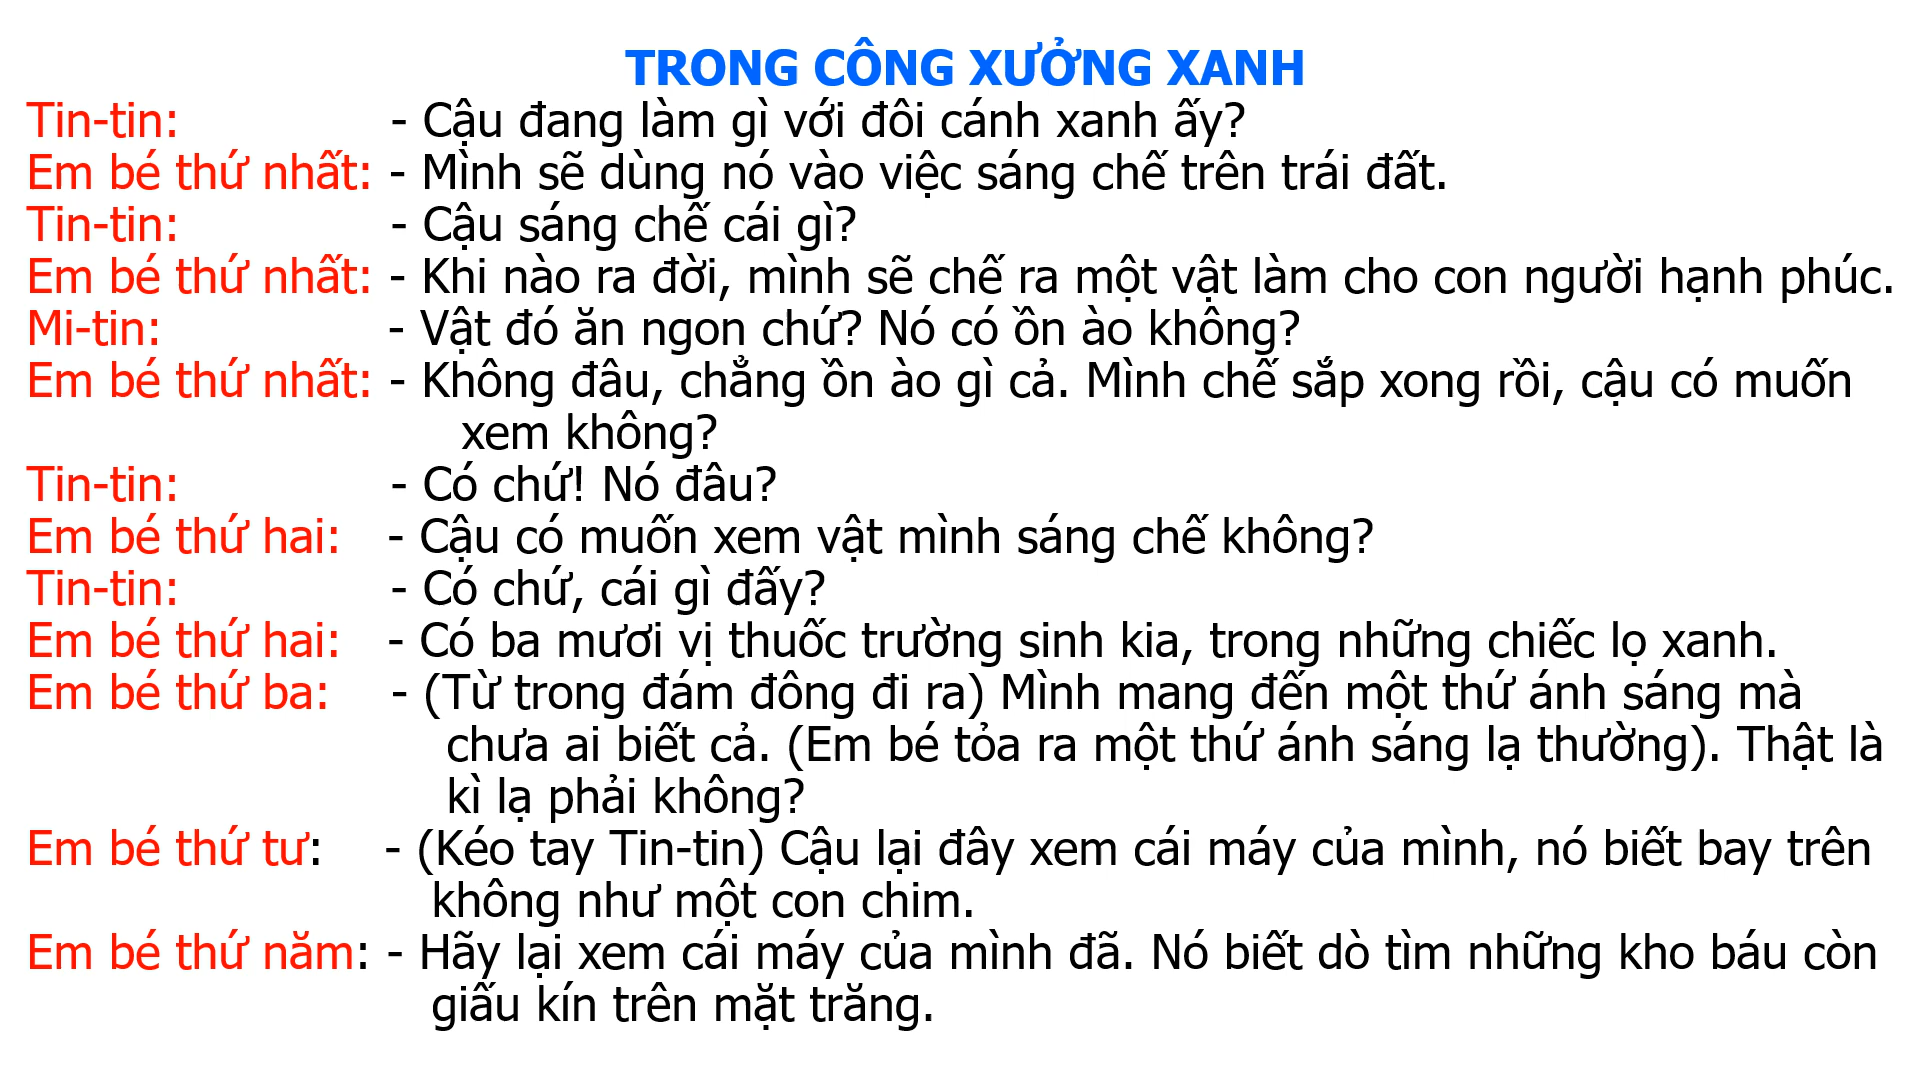 TRONG CÔNG XƯỞNG XANH
Tin-tin: - Cậu đang làm gì với đôi cánh xanh ấy?
Em bé thứ nhất: - Mình sẽ dùng nó vào việc sáng chế trên trái đất.
Tin-tin: - Cậu sáng chế cái gì?
Em bé thứ nhất: - Khi nào ra đời, mình sẽ chế ra một vật làm cho con người hạnh phúc.
Mi-tin: - Vật đó ăn ngon chứ? Nó có ồn ào không?
Em bé thứ nhất: - Không đâu, chẳng ồn ào gì cả. Mình chế sắp xong rồi, cậu có muốn
xem không?
Tin-tin: - Có chứ! Nó đâu?
Em bé thứ hai: - Cậu có muốn xem vật mình sáng chế không?
Tin-tin: - Có chứ, cái gì đấy?
Em bé thứ hai: - Có ba mươi vị thuốc trường sinh kia, trong những chiếc lọ xanh.
Em bé thứ ba: - (Từ trong đám đông đi ra) Mình mang đến một thứ ánh sáng mà
chưa ai biết cả. (Em bé tỏa ra một thứ ánh sáng lạ thường). Thật là
kì lạ phải không?
Em bé thứ tư: - (Kéo tay Tin-tin) Cậu lại đây xem cái máy của mình, nó biết bay trên
không như một con chim.
Em bé thứ năm: - Hãy lại xem cái máy của mình đã. Nó biết dò tìm những kho báu còn
giấu kín trên mặt trăng.